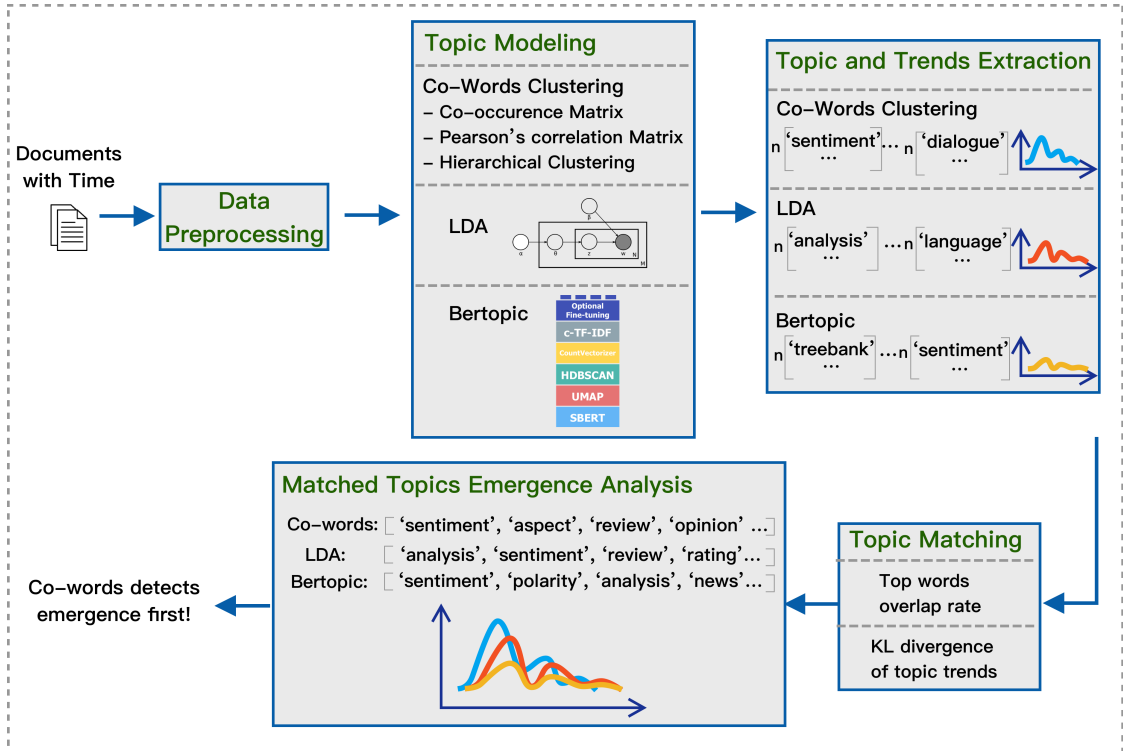 Documents
with Time
Data
Preprocessing
Topic Modeling
Co-Words Clustering
- Co-occurence Matrix
- Pearson's correlation Matrix
- Hierarchical Clustering
LDA
α
θ
z
w
β
N
M
Bertopic
Optional
Fine-tuning
c-TF-IDF
CountVectorizer
HDBSCAN
UMAP
SBERT
Topic and Trends Extraction
Co-Words Clustering
n [‘sentiment’ ...] ... n [‘dialogue’ ...]
LDA
n [‘analysis’ ...] ... n [‘language’ ...]
Bertopic
n [‘treebank’ ...] ... n [‘sentiment’ ...]
Topic Matching
Top words
overlap rate
KL divergence
of topic trends
Matched Topics Emergence Analysis
Co-words: [‘sentiment’, ‘aspect’, ‘review’, ‘opinion’ ...]
LDA: [‘analysis’, ‘sentiment’, ‘review’, ‘rating’...]
Bertopic: [‘sentiment’, ‘polarity’, ‘analysis’, ‘news’...]
Co-words detects
emergence first!